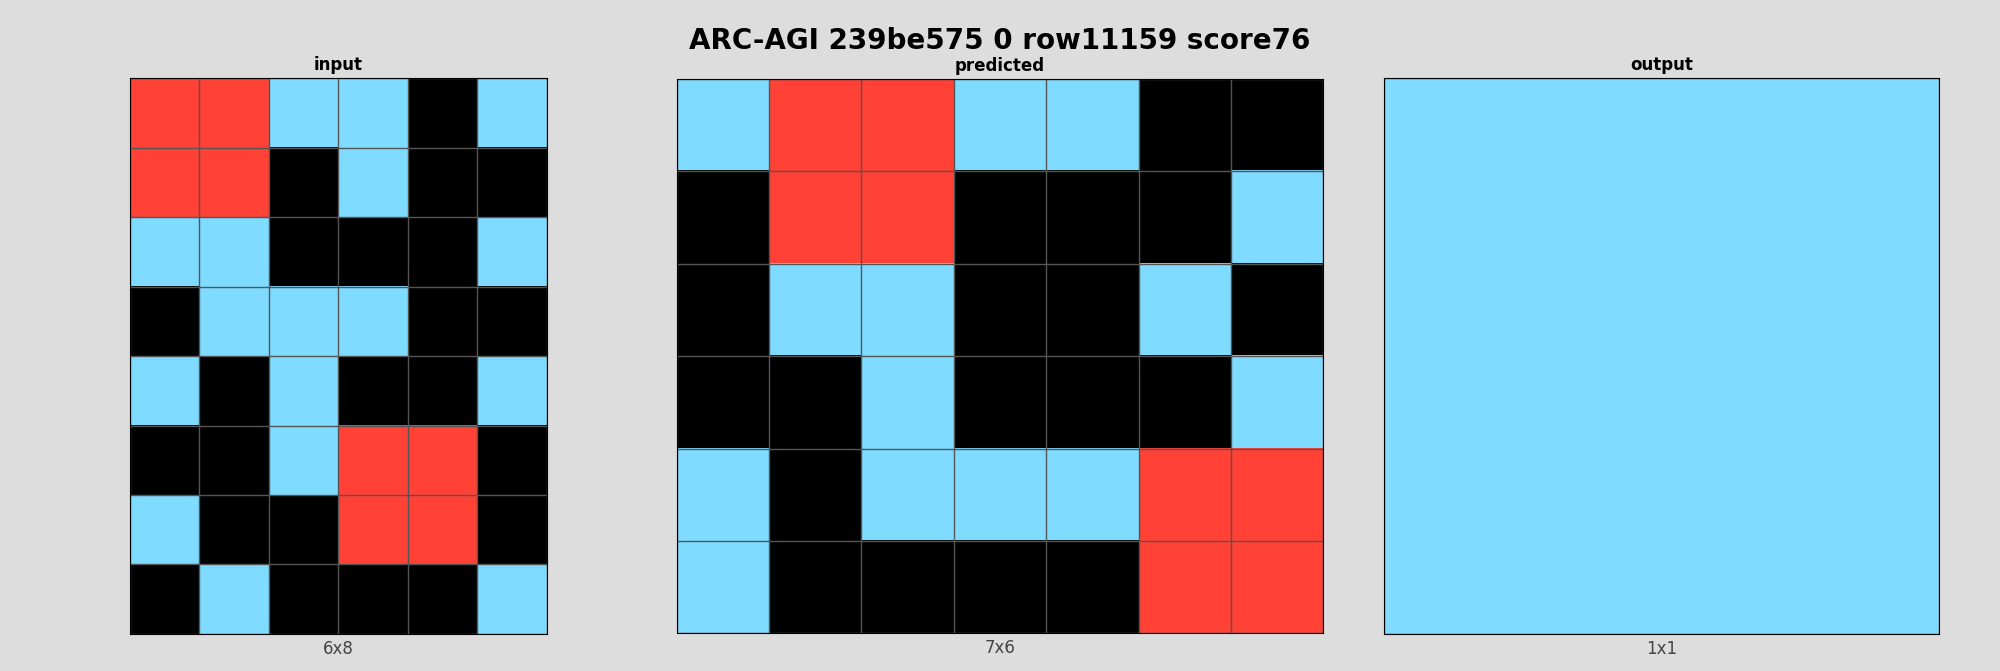 ARC-AGI 239be575 0 row11159 score76
input
predicted
output
6x8
7x6
1x1